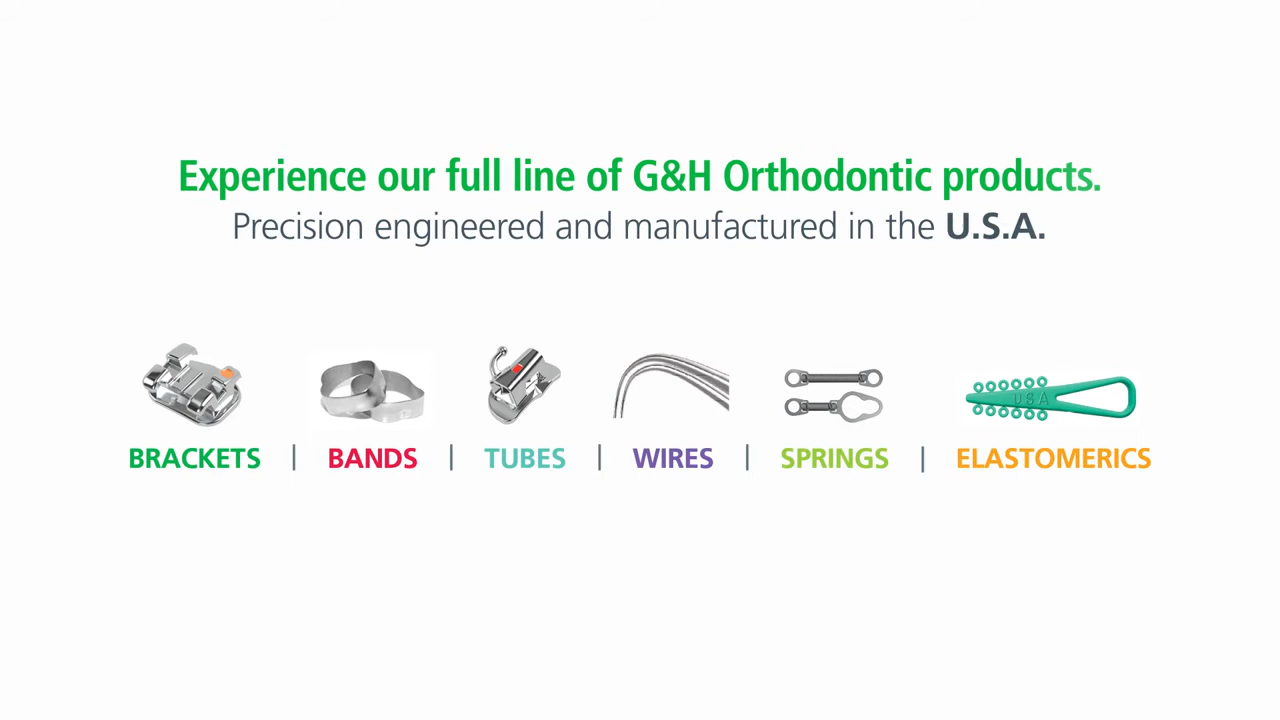 Experience our full line of G&H Orthodontic products.
Precision engineered and manufactured in the U.S.A.
USA
BRACKETS | BANDS | TUBES | WIRES | SPRINGS | ELASTOMERICS